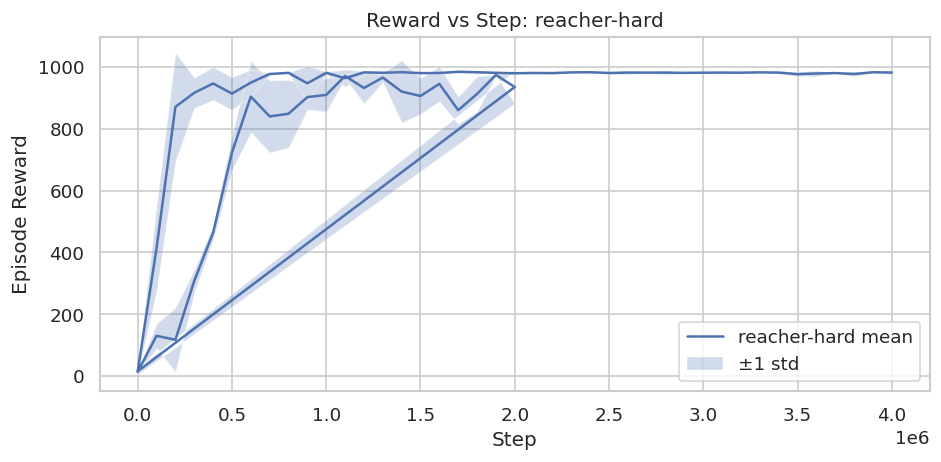 Reward vs Step: reacher-hard
Episode Reward
1000
800
600
400
200
0
reacher-hard mean
±1 std
0.0 0.5 1.0 1.5 2.0 2.5 3.0 3.5 4.0
1e6
Step